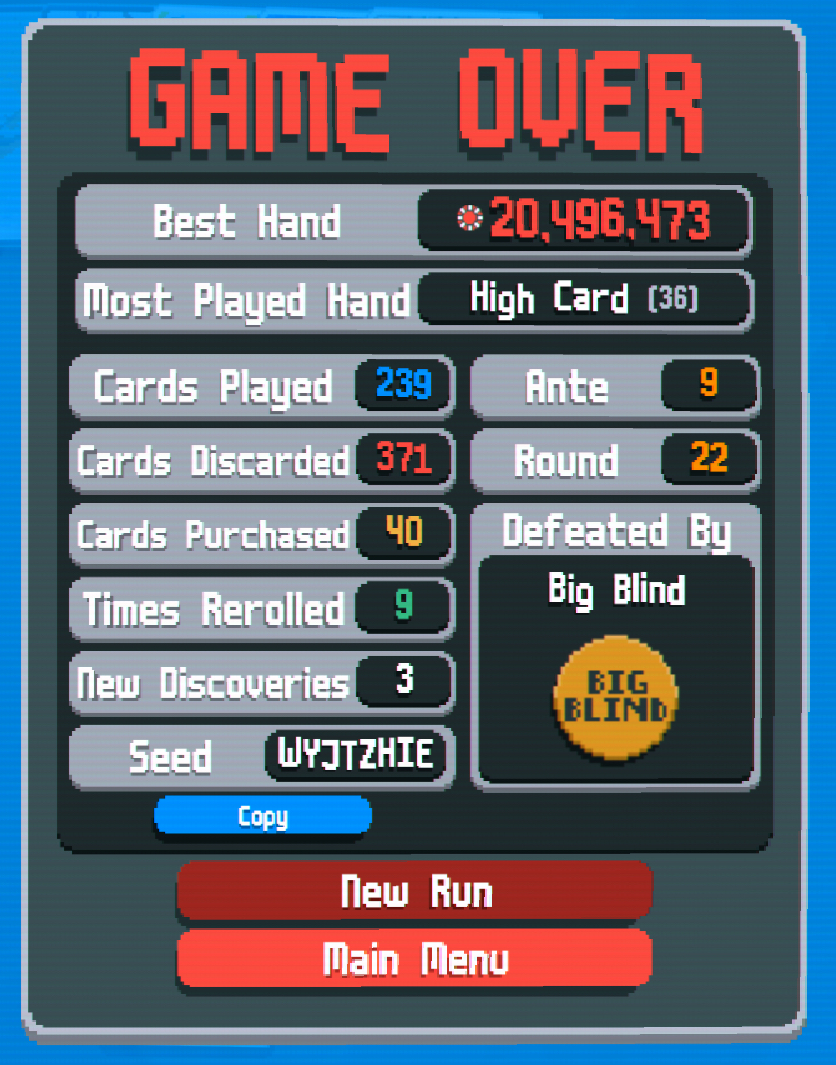 GAME OVER
Best Hand 20,496,473
Most Played Hand High Card (36)
Cards Played 239
Ante 9
Cards Discarded 371
Round 22
Cards Purchased 40
Defeated By
Big Blind
Times Rerolled 9
New Discoveries 3
BIG
BLIND
Seed WYJTZHIE
Copy
New Run
Main Menu